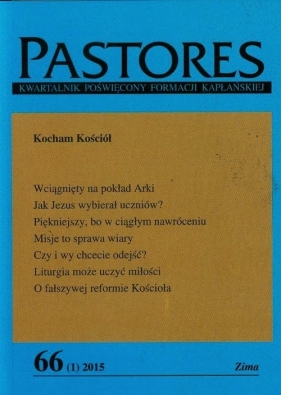 PASTORES
KWARTALNIK POŚWIĘCONY FORMACJI KAPŁAŃSKIEJ
Kocham Kościół
Wciągnięty na pokład Arki
Jak Jezus wybierał uczniów?
Piękniejszy, bo w ciągłym nawróceniu
Misje to sprawa wiary
Czy i wy chcecie odejść?
Liturgia może uczyć miłości
O fałszywej reformie Kościoła
66 (1) 2015
Zima